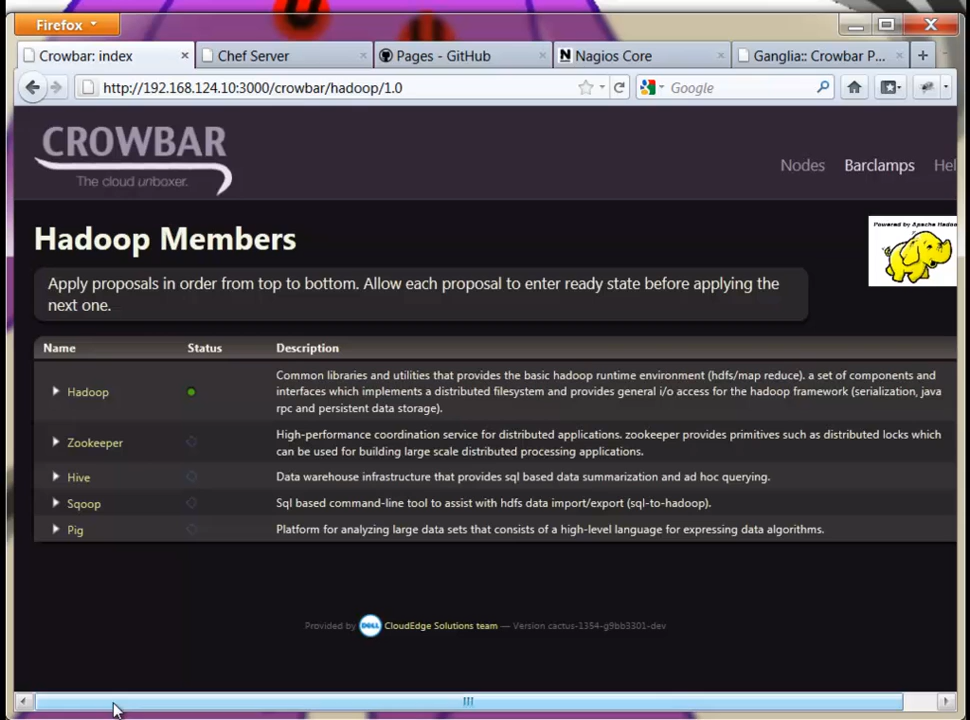 Firefox
Crowbar: index
Chef Server
Pages - GitHub
Nagios Core
Ganglia:: Crowbar P...
http://192.168.124.10:3000/crowbar/hadoop/1.0
Google
CROWBAR
The cloud unboxer.
Nodes
Barclamps
Hel
Powered by Apache Hadoo
Hadoop Members
Apply proposals in order from top to bottom. Allow each proposal to enter ready state before applying the
next one.
Name Status Description
Common libraries and utilities that provides the basic hadoop runtime environment (hdfs/map reduce). a set of components and
Hadoop interfaces which implements a distributed filesystem and provides general i/o access for the hadoop framework (serialization, java
rpc and persistent data storage).
High-performance coordination service for distributed applications. zookeeper provides primitives such as distributed locks which
Zookeeper
can be used for building large scale distributed processing applications.
Hive Data warehouse infrastructure that provides sql based data summarization and ad hoc querying.
Sqoop Sql based command-line tool to assist with hdfs data import/export (sql-to-hadoop).
Pig Platform for analyzing large data sets that consists of a high-level language for expressing data algorithms.
Provided by DELL CloudEdge Solutions team — Version cactus-1354-g9bb3301-dev